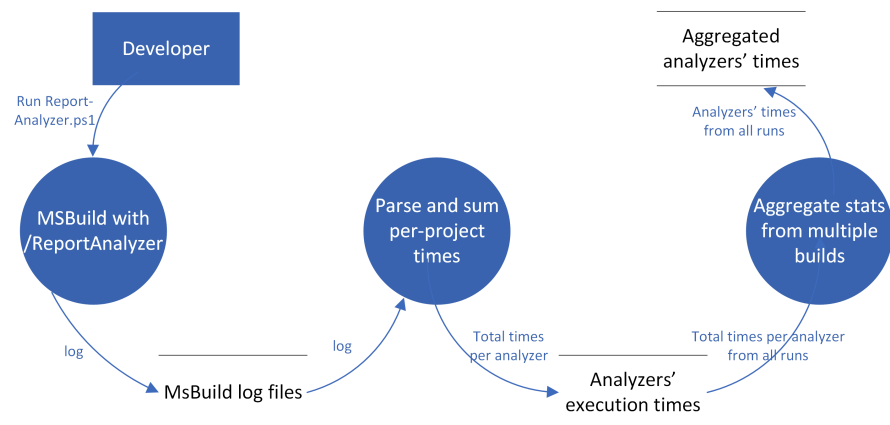 Developer
Run Report-
Analyzer.ps1
MSBuild with
/ReportAnalyzer
log
MsBuild log files
log
Parse and sum
per-project
times
Total times
per analyzer
Analyzers’
execution times
Total times per analyzer
from all runs
Aggregate stats
from multiple
builds
Analyzers’ times
from all runs
Aggregated
analyzers’ times